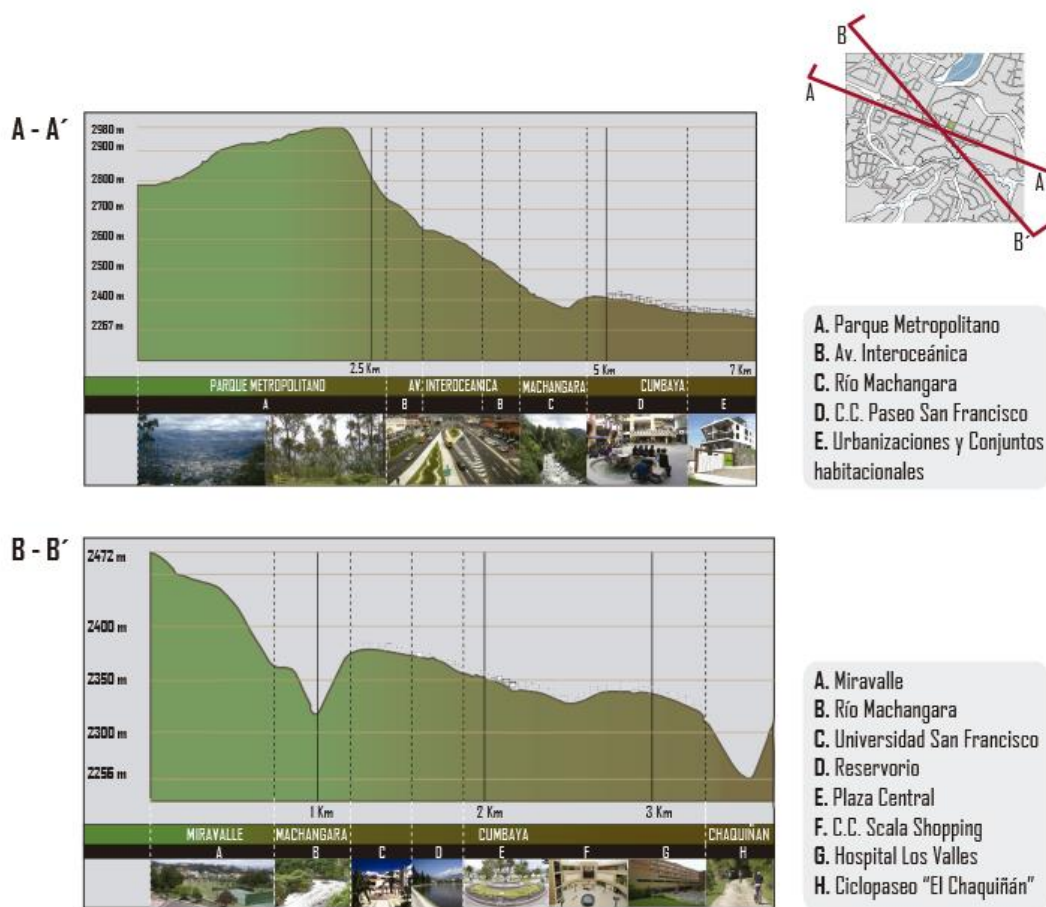 A - A´
2980 m
2900 m
2800 m
2700 m
2600 m
2500 m
2400 m
2267 m
2.5 Km
5 Km
7 Km
PARQUE METROPOLITANO
AV. INTEROCEANICA
MACHANGARA
CUMBAYA
A
B
B
C
D
E
B
A
A
B´
A. Parque Metropolitano
B. Av. Interoceánica
C. Río Machangara
D. C.C. Paseo San Francisco
E. Urbanizaciones y Conjuntos
habitacionales
B - B´
2472 m
2400 m
2350 m
2300 m
2256 m
1 Km
2 Km
3 Km
MIRAVALLE
MACHANGARA
CUMBAYA
CHAQUIÑAN
A
B
C
D
E
F
G
H
A. Miravalle
B. Río Machangara
C. Universidad San Francisco
D. Reservorio
E. Plaza Central
F. C.C. Scala Shopping
G. Hospital Los Valles
H. Ciclopaseo "El Chaquiñán"